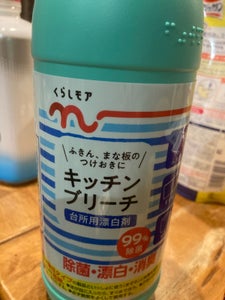 くらしモア
ふきん、まな板の
つけおきに
キッチン
ブリーチ
台所用漂白剤
99%
除菌
除菌・漂白・消臭